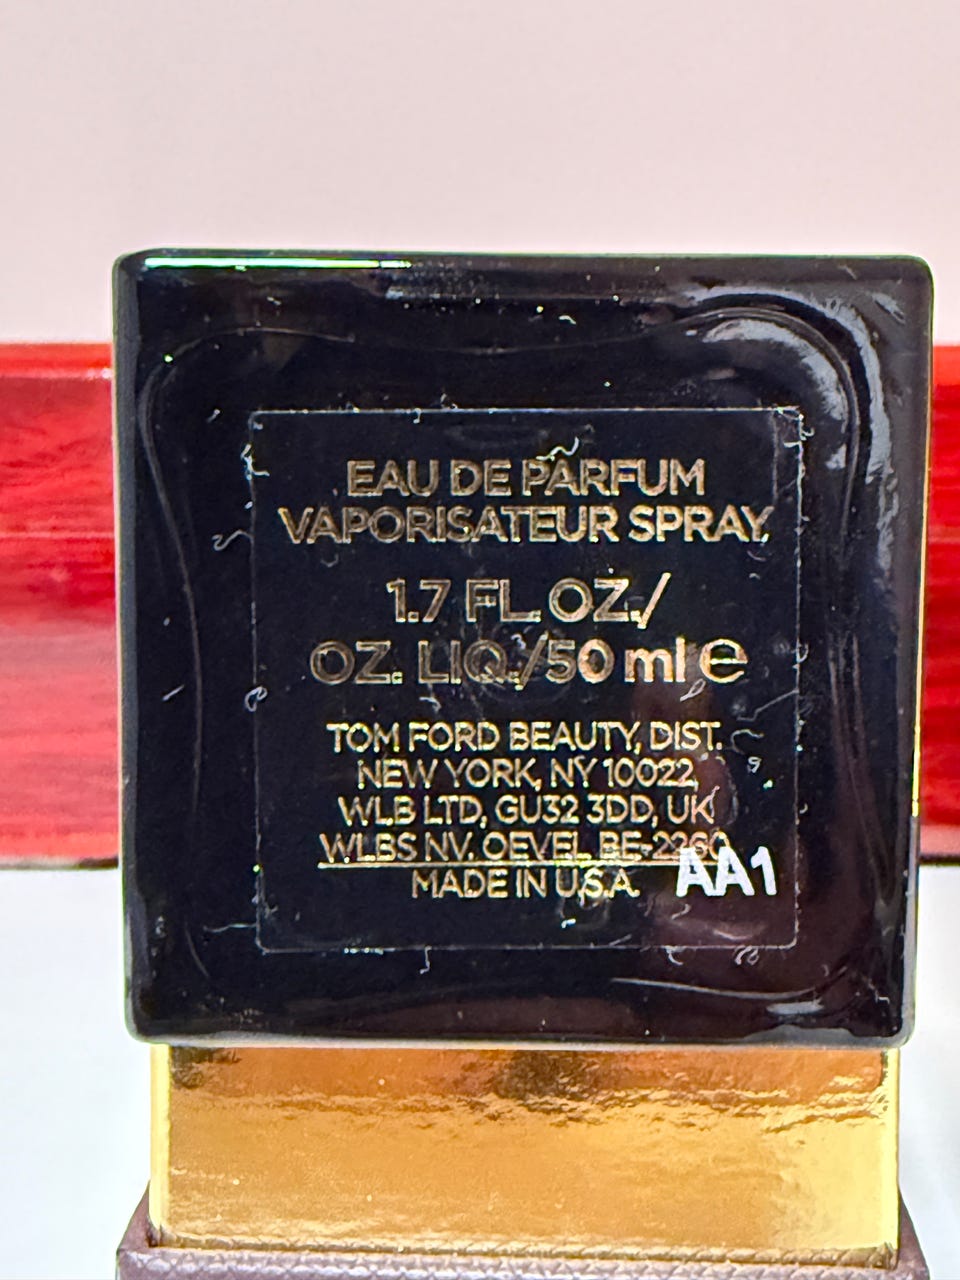 EAU DE PARFUM
VAPORISATEUR SPRAY
1.7 FL. OZ./
OZ. LIQ./50 ml e
TOM FORD BEAUTY, DIST.
NEW YORK, NY 10022,
WLB LTD, GU32 3DD, UK
WLBS NV. OEVEL BE-2260
MADE IN U.S.A.
AA1